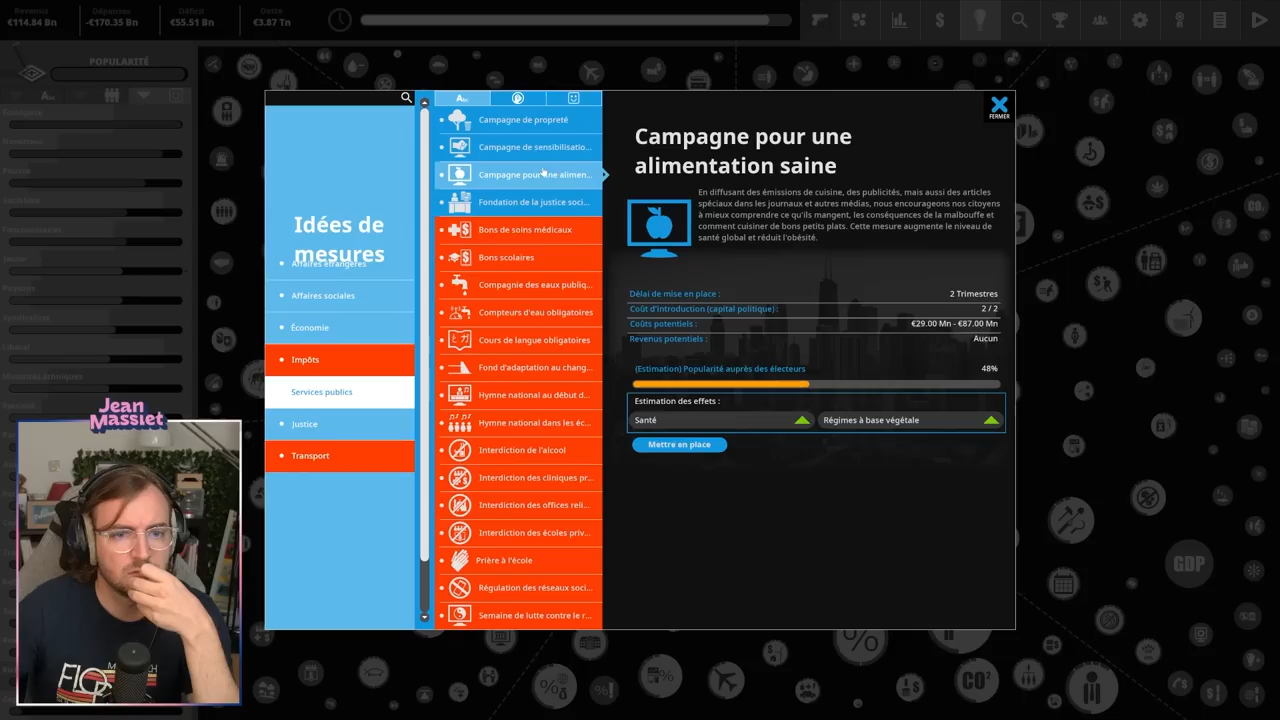 Revenus
€114.84 Bn
Dépenses
-€170.35 Bn
Déficit
€55.51 Bn
Dette
€3.87 Tn
POPULARITÉ
Abc
Idées de
mesures
Affaires étrangères
Affaires sociales
Économie
Impôts
Services publics
Justice
Transport
Abc
Campagne de propreté
Campagne de sensibilisatio...
Campagne pour une alimen...
Fondation de la justice soci...
Bons de soins médicaux
Bons scolaires
Compagnie des eaux publiq...
Compteurs d'eau obligatoires
Cours de langue obligatoires
Fond d'adaptation au chang...
Hymne national au début d...
Hymne national dans les éc...
Interdiction de l'alcool
Interdiction des cliniques pr...
Interdiction des offices reli...
Interdiction des écoles priv...
Prière à l'école
Régulation des réseaux soci...
Semaine de lutte contre le r...
FERMER
Campagne pour une
alimentation saine
En diffusant des émissions de cuisine, des publicités, mais aussi des articles
spéciaux dans les journaux et autres médias, nous encourageons nos citoyens
à mieux comprendre ce qu'ils mangent, les conséquences de la malbouffe et
comment cuisiner de bons petits plats. Cette mesure augmente le niveau de
santé global et réduit l'obésité.
Délai de mise en place : 2 Trimestres
Coût d'introduction (capital politique) : 2 / 2
Coûts potentiels : €29.00 Mn - €87.00 Mn
Revenus potentiels : Aucun
(Estimation) Popularité auprès des électeurs 48%
Estimation des effets :
Santé
Régimes à base végétale
Mettre en place
GDP
CO²
Jean
Massiet